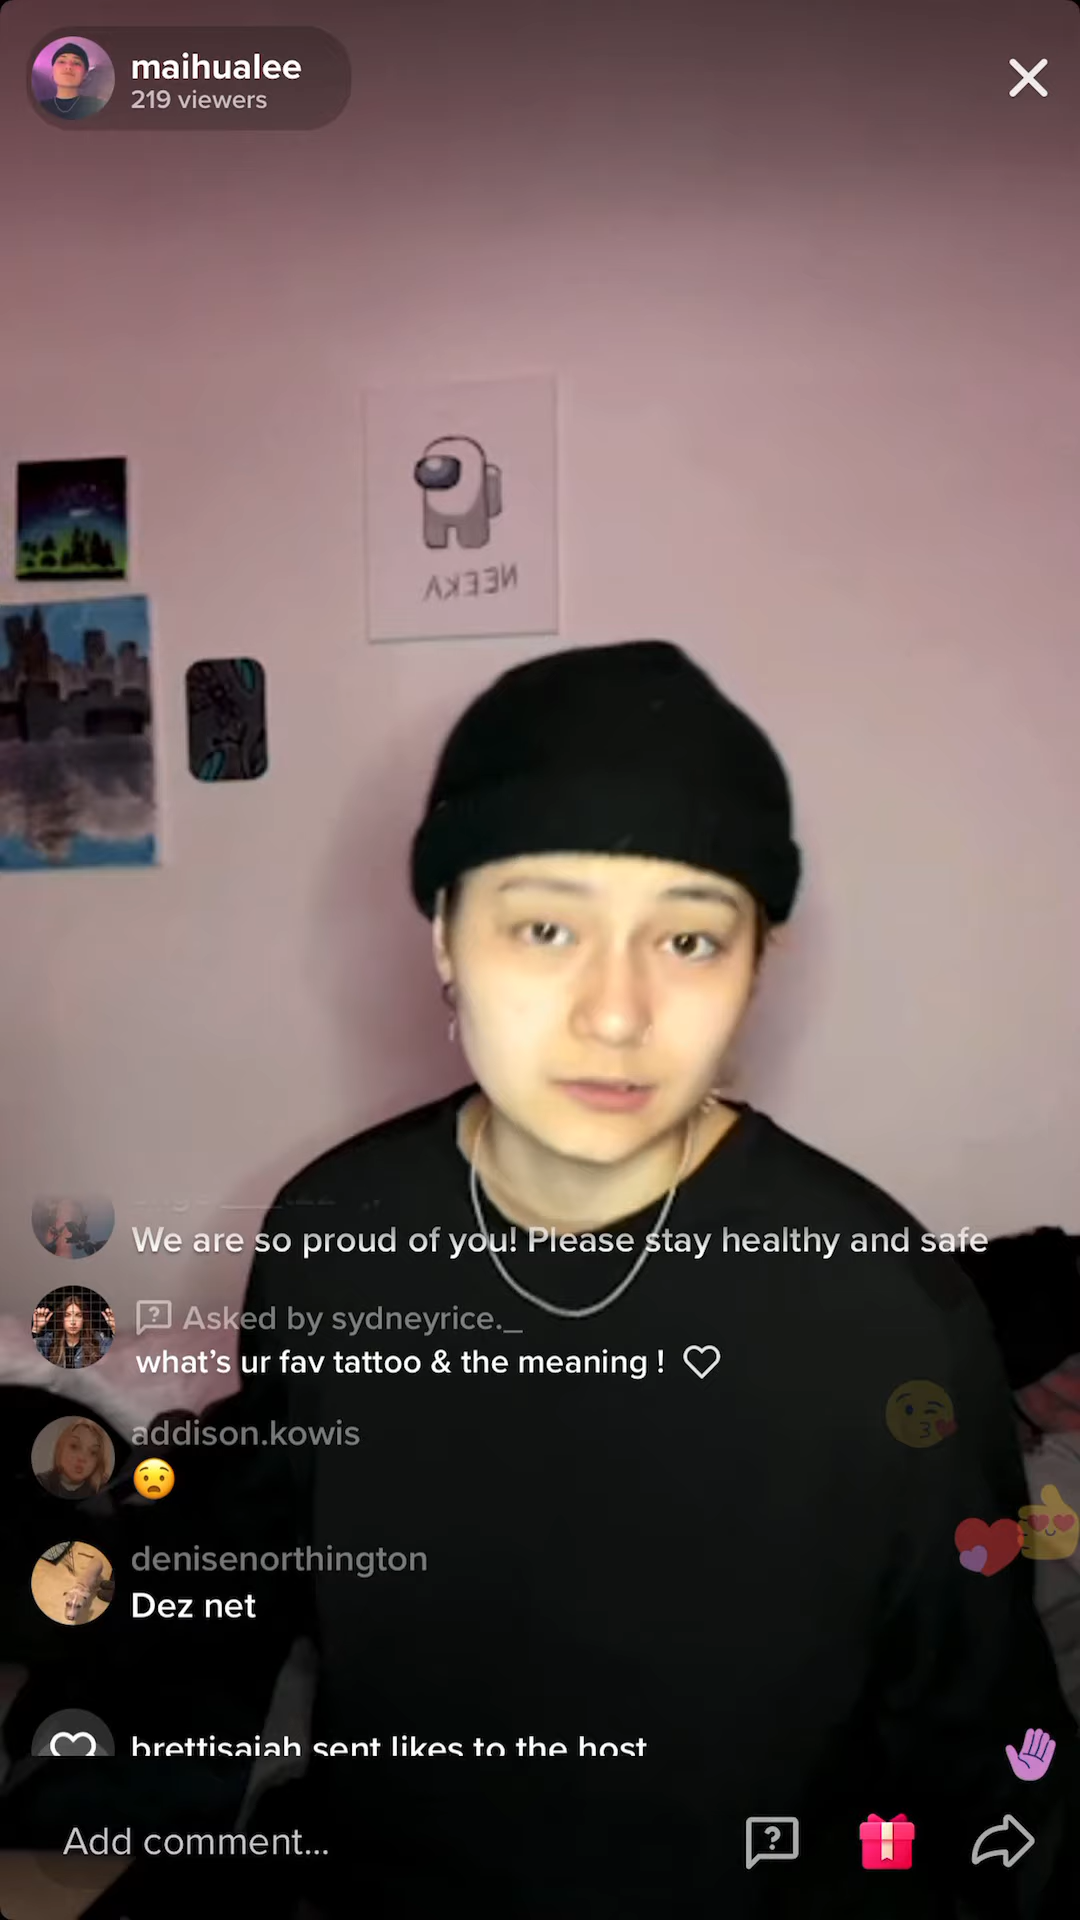 maihualee
219 viewers
NEEKA
We are so proud of you! Please stay healthy and safe
Asked by sydneyrice._
what's ur fav tattoo & the meaning !
addison.kowis
denisenorthington
Dez net
brettisaiah sent likes to the host
Add comment...